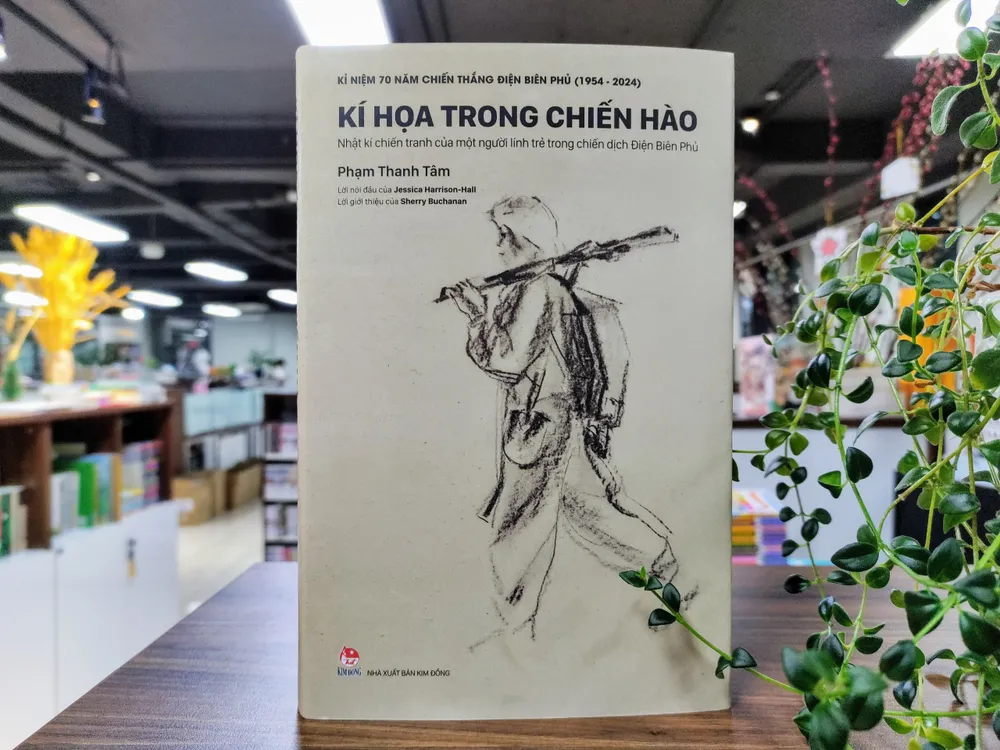 KỈ NIỆM 70 NĂM CHIẾN THẮNG ĐIỆN BIÊN PHỦ (1954 - 2024)
KÍ HỌA TRONG CHIẾN HÀO
Nhật kí chiến tranh của một người lính trẻ trong chiến dịch Điện Biên Phủ
Phạm Thanh Tâm
Lời nói đầu của Jessica Harrison-Hall
Lời giới thiệu của Sherry Buchanan
KIM ĐỒNG NHÀ XUẤT BẢN KIM ĐỒNG